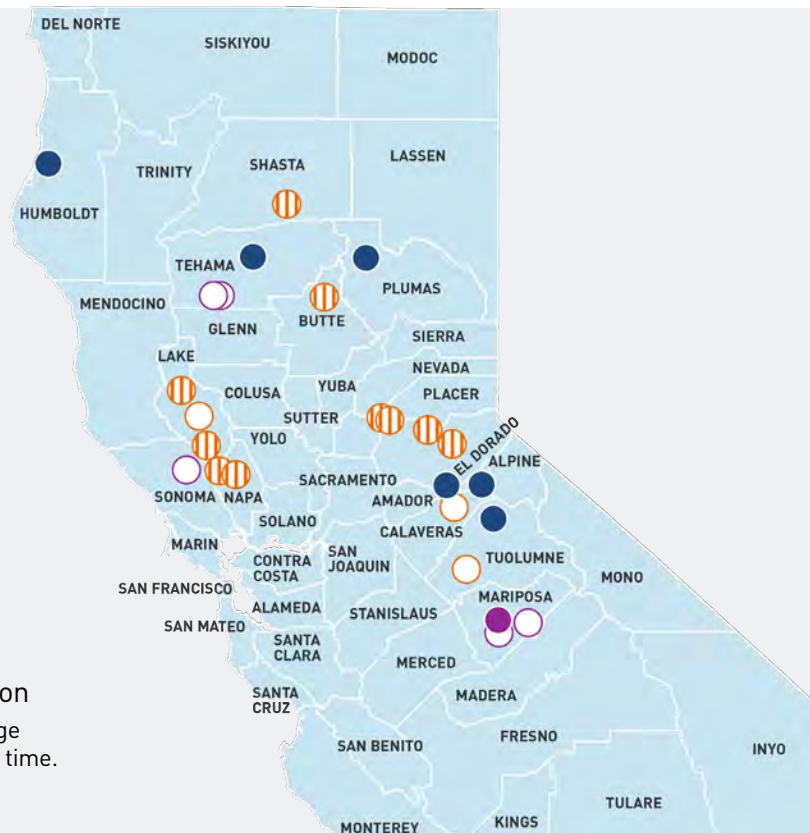 DEL NORTE
SISKIYOU
MODOC
TRINITY
SHASTA
LASSEN
HUMBOLDT
TEHAMA
PLUMAS
MENDOCINO
GLENN
BUTTE
SIERRA
LAKE
NEVADA
COLUSA
YUBA
PLACER
SUTTER
YOLO
EL DORADO
ALPINE
SACRAMENTO
SONOMA
NAPA
AMADOR
SOLANO
CALAVERAS
MARIN
SAN
JOAQUIN
CONTRA
COSTA
TUOLUMNE
MONO
SAN FRANCISCO
MARIPOSA
ALAMEDA
STANISLAUS
SAN MATEO
SANTA
CLARA
MERCED
SANTA
CRUZ
MADERA
on
ge
time.
FRESNO
SAN BENITO
INYO
TULARE
KINGS
MONTEREY